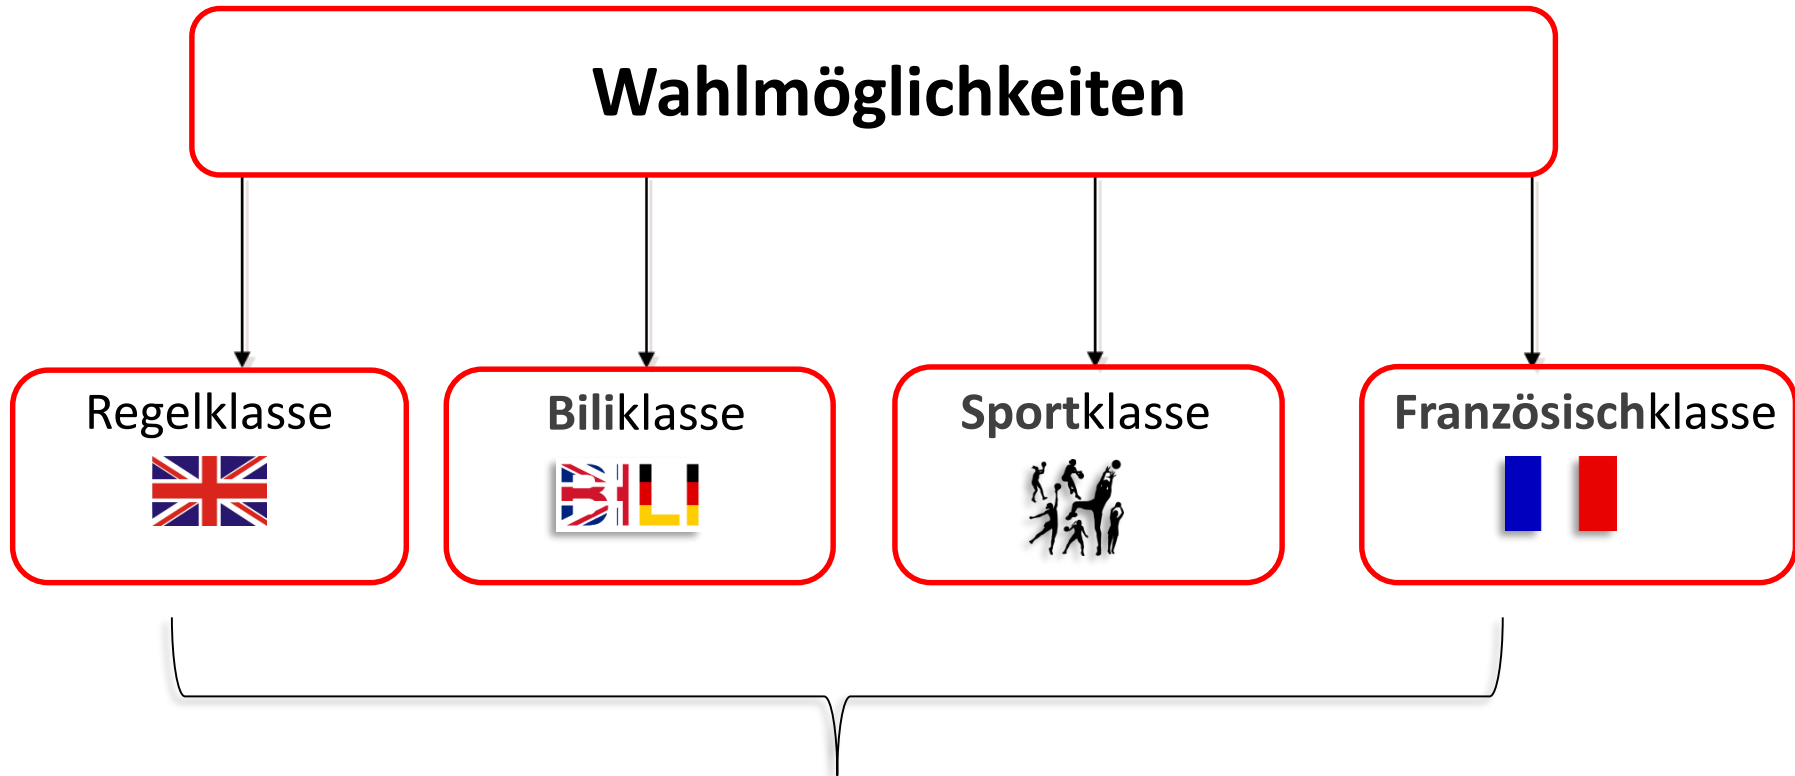 Wahlmöglichkeiten
Regelklasse
Biliklasse
Sportklasse
Französischklasse
BILI